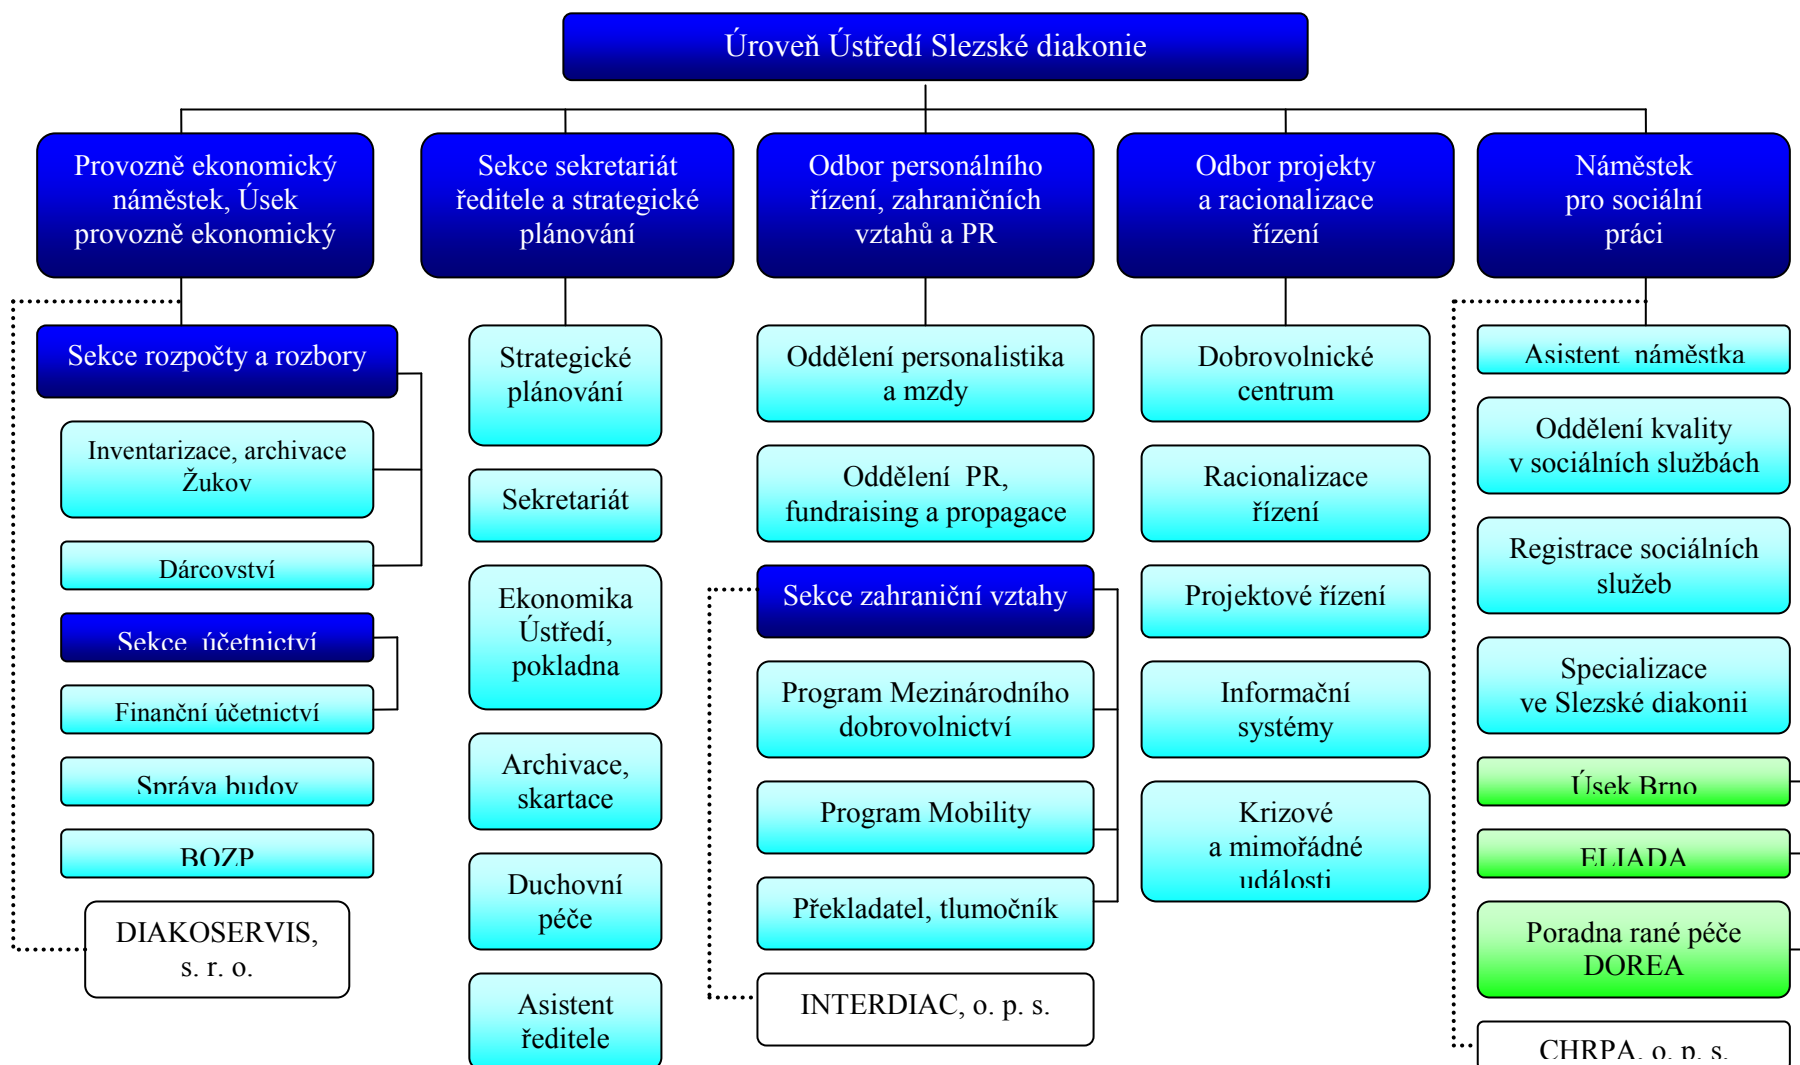 Úroveň Ústředí Slezské diakonie
Provozně ekonomický
náměstek, Úsek
provozně ekonomický
Sekce sekretariát
ředitele a strategické
plánování
Odbor personálního
řízení, zahraničních
vztahů a PR
Odbor projekty
a racionalizace
řízení
Náměstek
pro sociální
práci
Sekce rozpočty a rozbory
Inventarizace, archivace
Žukov
Dárcovství
Sekce účetnictví
Finanční účetnictví
Správa budov
BOZP
DIAKOSERVIS,
s. r. o.
Strategické
plánování
Sekretariát
Ekonomika
Ústředí,
pokladna
Archivace,
skartace
Duchovní
péče
Asistent
ředitele
Oddělení personalistika
a mzdy
Oddělení PR,
fundraising a propagace
Sekce zahraniční vztahy
Program Mezinárodního
dobrovolnictví
Program Mobility
Překladatel, tlumočník
INTERDIAC, o. p. s.
Dobrovolnické
centrum
Racionalizace
řízení
Projektové řízení
Informační
systémy
Krizové
a mimořádné
události
Asistent náměstka
Oddělení kvality
v sociálních službách
Registrace sociálních
služeb
Specializace
ve Slezské diakonii
Úsek Brno
ELIADA
Poradna rané péče
DOREA
CHRPA, o. p. s.